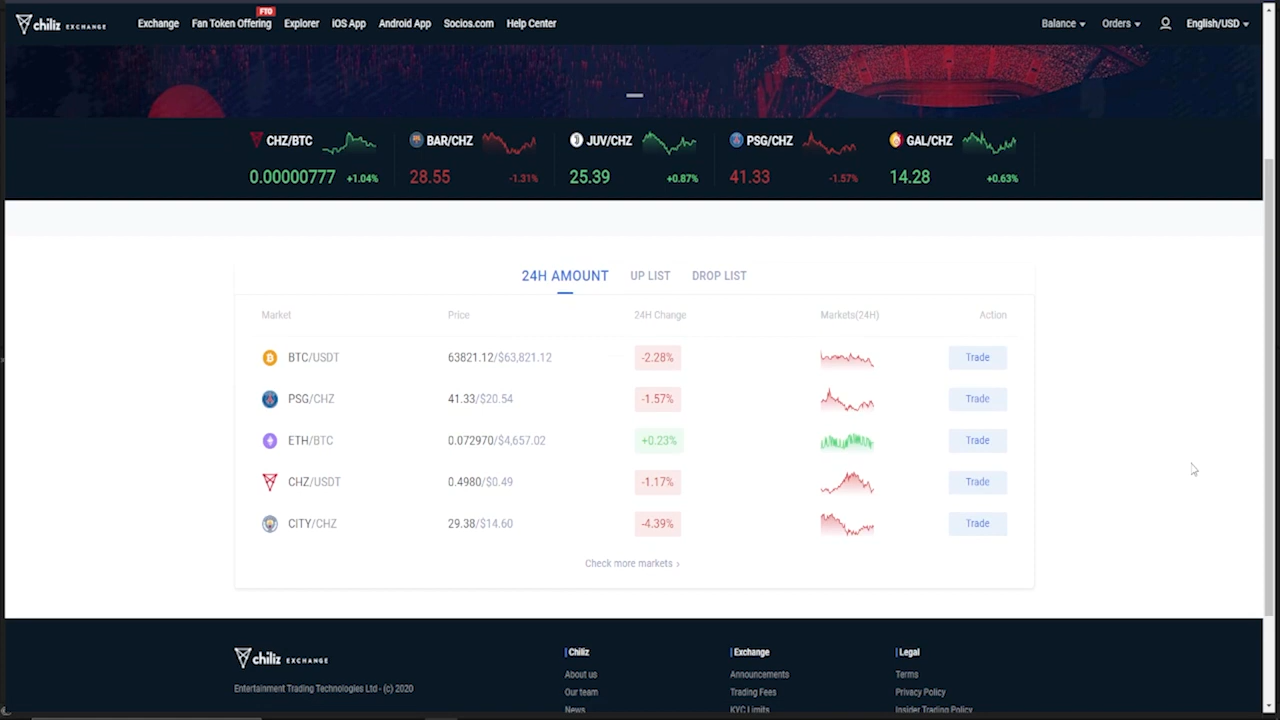 chiliz EXCHANGE Exchange Fan Token Offering FTO Explorer iOS App Android App Socios.com Help Center Balance Orders English/USD
CHZ/BTC BAR/CHZ JUV/CHZ PSG/CHZ GAL/CHZ
0.00000777 +1.04% 28.55 -1.31% 25.39 +0.87% 41.33 -1.57% 14.28 +0.63%
24H AMOUNT UP LIST DROP LIST
Market Price 24H Change Markets(24H) Action
BTC/USDT 63821.12/$63,821.12 -2.28% Trade
PSG/CHZ 41.33/$20.54 -1.57% Trade
ETH/BTC 0.072970/$4,657.02 +0.23% Trade
CHZ/USDT 0.4980/$0.49 -1.17% Trade
CITY/CHZ 29.38/$14.60 -4.39% Trade
Check more markets ›
chiliz EXCHANGE Chiliz Exchange Legal
About us Announcements Terms
Entertainment Trading Technologies Ltd - (c) 2020 Our team Trading Fees Privacy Policy
News KYC Limits Insider Trading Policy